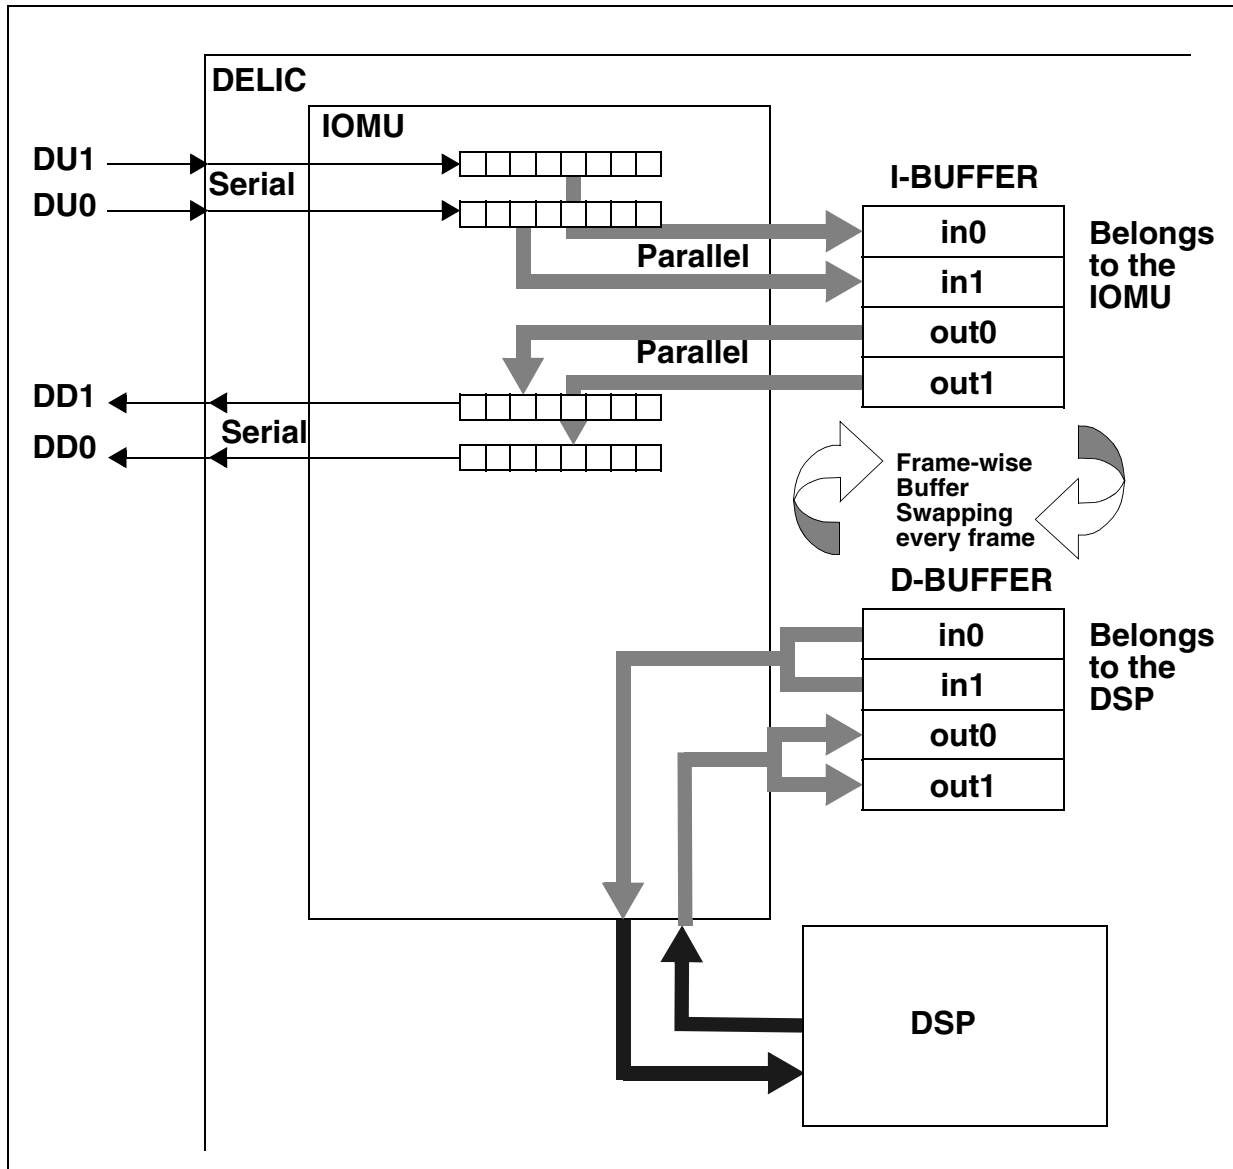 DELIC
IOMU
DU1
Serial
DU0
I-BUFFER
in0
in1
out0
out1
Belongs
to the
IOMU
Parallel
Parallel
DD1
Serial
DD0
Frame-wise
Buffer
Swapping
every frame
D-BUFFER
in0
in1
out0
out1
Belongs
to the
DSP
DSP